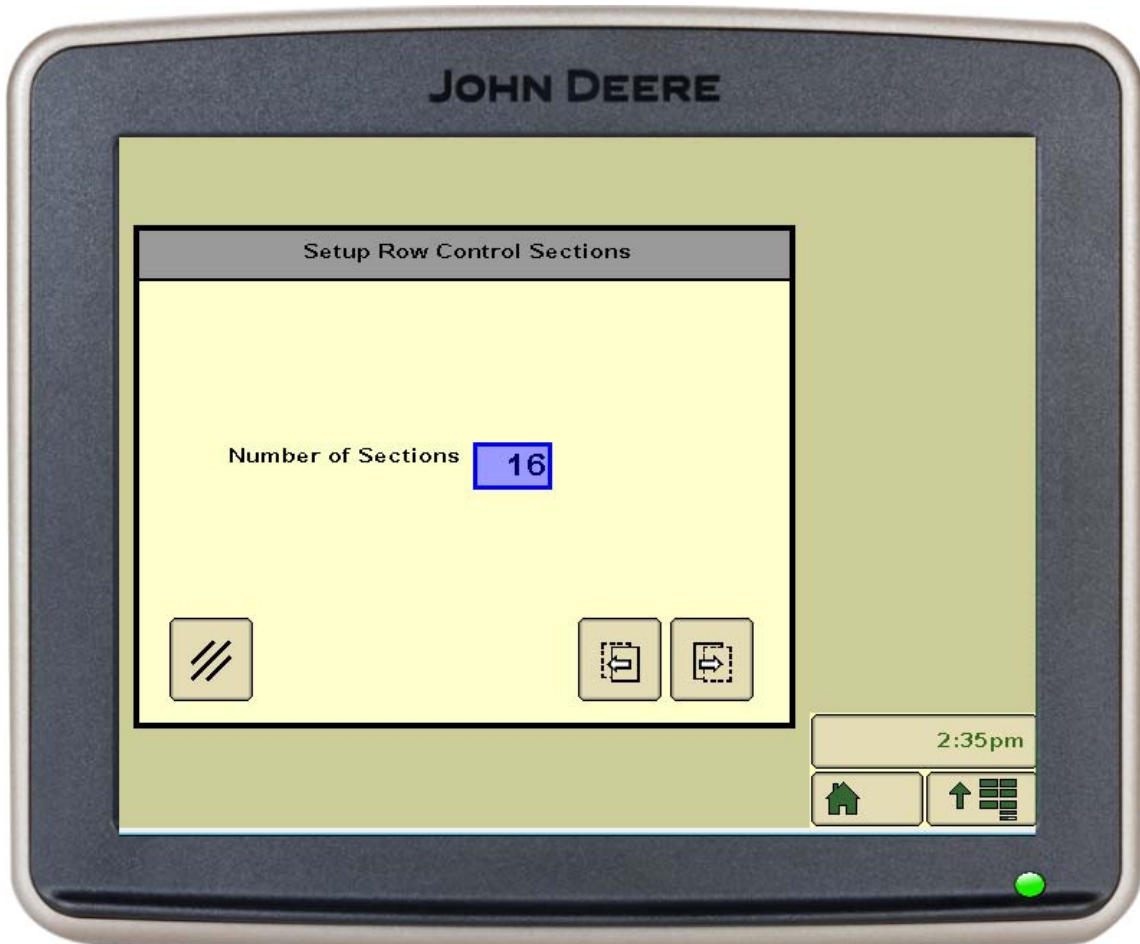 JOHN DEERE
Setup Row Control Sections
Number of Sections 16
2:35pm